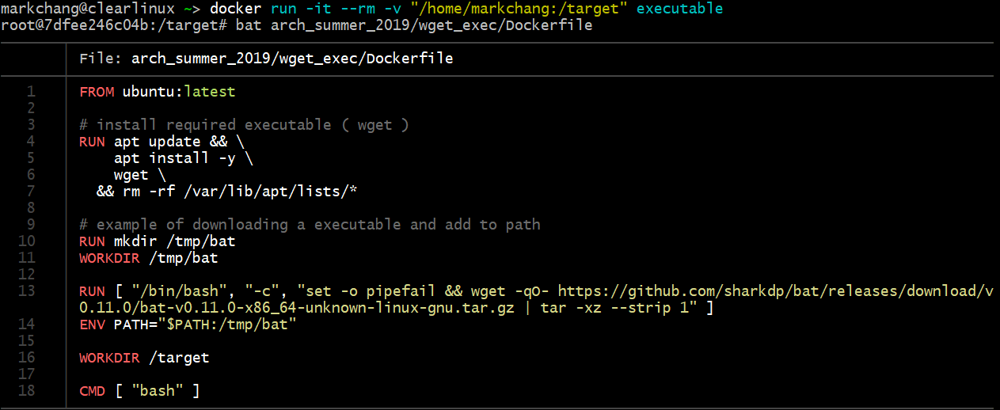 markchang@clearlinux ~> docker run -it --rm -v "/home/markchang:/target" executable
root@7dfee246c04b:/target# bat arch_summer_2019/wget_exec/Dockerfile
File: arch_summer_2019/wget_exec/Dockerfile
1 FROM ubuntu:latest
2
3 # install required executable ( wget )
4 RUN apt update && \
5     apt install -y \
6     wget \
7   && rm -rf /var/lib/apt/lists/*
8
9 # example of downloading a executable and add to path
10 RUN mkdir /tmp/bat
11 WORKDIR /tmp/bat
12
13 RUN [ "/bin/bash", "-c", "set -o pipefail && wget -qO- https://github.com/sharkdp/bat/releases/download/v
0.11.0/bat-v0.11.0-x86_64-unknown-linux-gnu.tar.gz | tar -xz --strip 1" ]
14 ENV PATH="$PATH:/tmp/bat"
15
16 WORKDIR /target
17
18 CMD [ "bash" ]